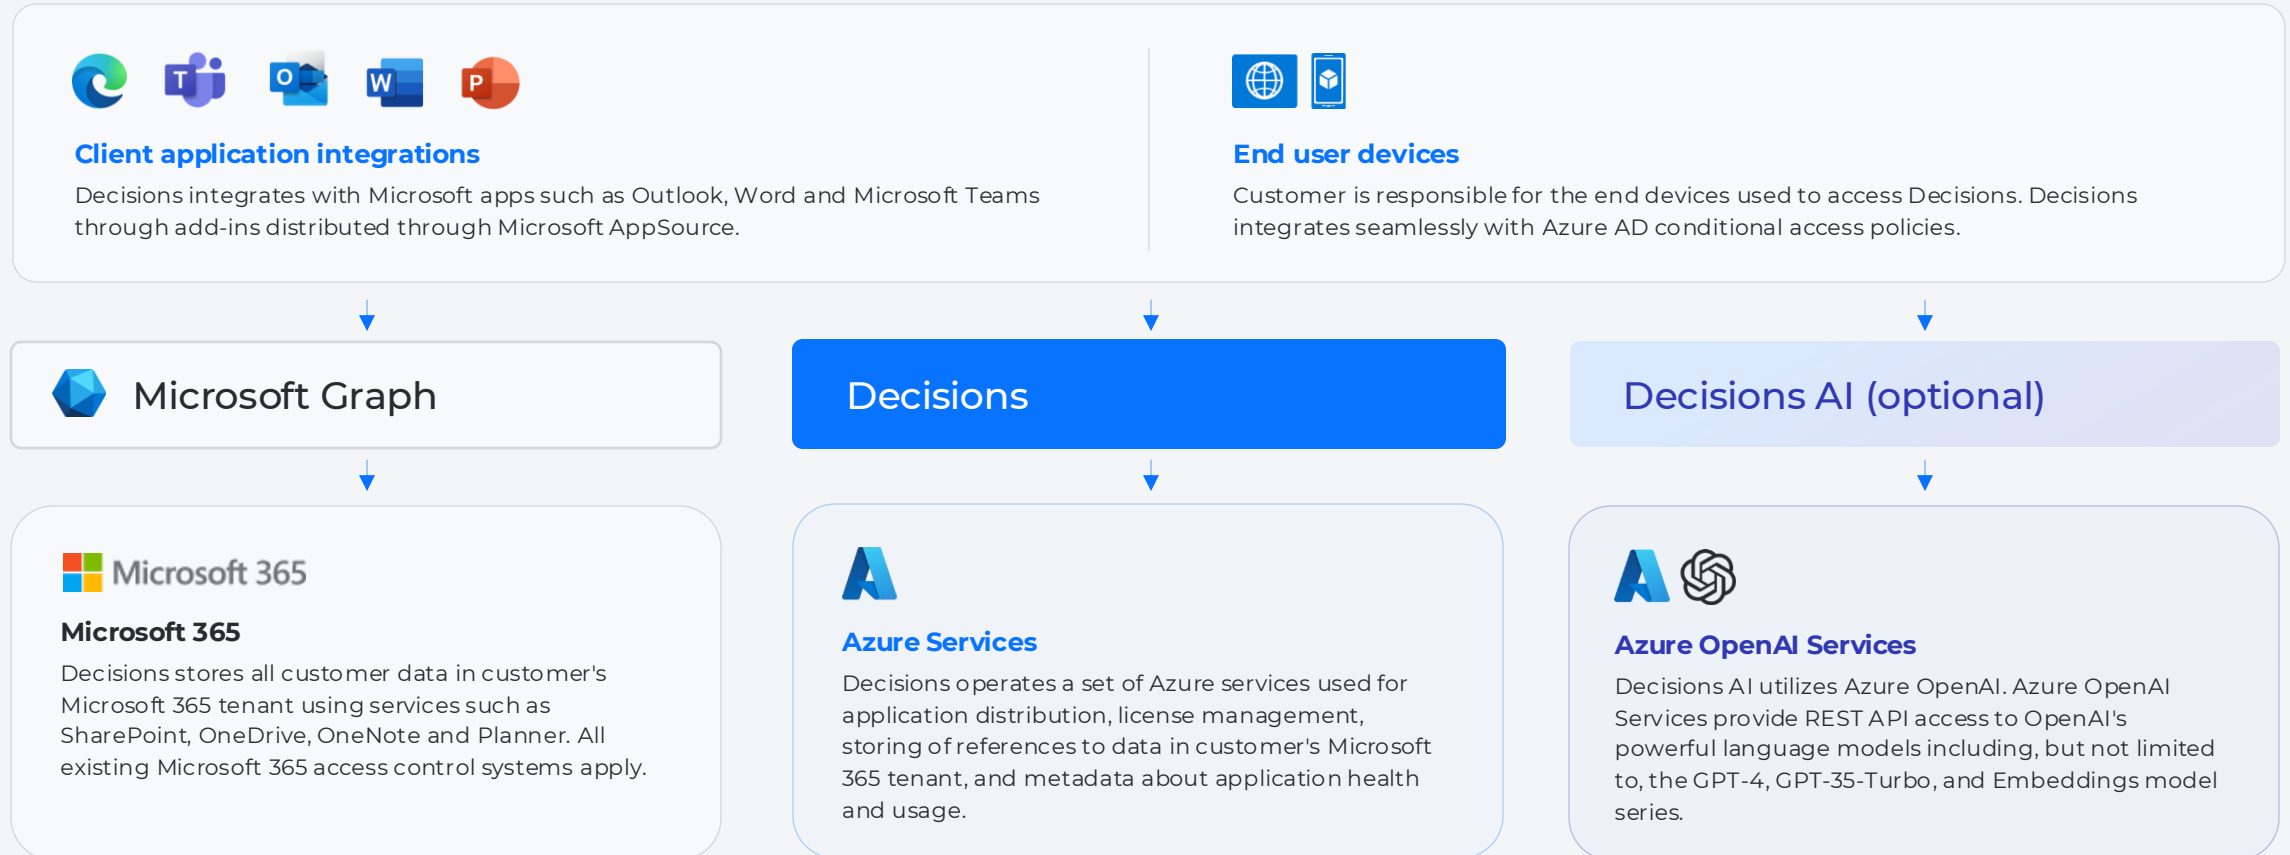 T
O
W
P
Client application integrations
Decisions integrates with Microsoft apps such as Outlook, Word and Microsoft Teams
through add-ins distributed through Microsoft AppSource.
End user devices
Customer is responsible for the end devices used to access Decisions. Decisions
integrates seamlessly with Azure AD conditional access policies.
Microsoft Graph
Decisions
Decisions AI (optional)
Microsoft 365
Microsoft 365
Decisions stores all customer data in customer's
Microsoft 365 tenant using services such as
SharePoint, OneDrive, OneNote and Planner. All
existing Microsoft 365 access control systems apply.
Azure Services
Decisions operates a set of Azure services used for
application distribution, license management,
storing of references to data in customer's Microsoft
365 tenant, and metadata about application health
and usage.
Azure OpenAI Services
Decisions AI utilizes Azure OpenAI. Azure OpenAI
Services provide REST API access to OpenAI's
powerful language models including, but not limited
to, the GPT-4, GPT-35-Turbo, and Embeddings model
series.